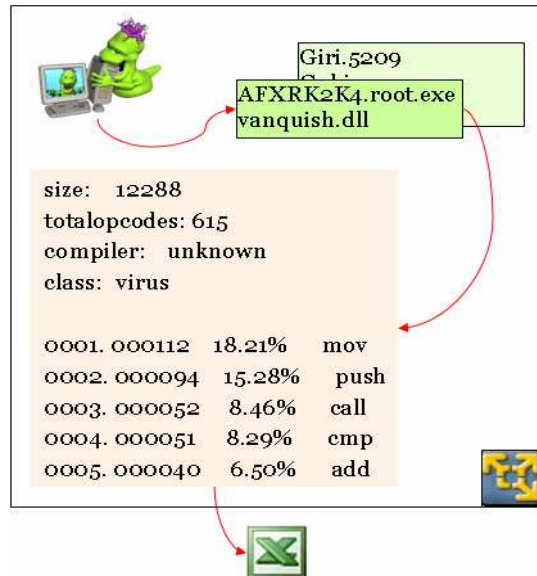 Giri.5209
AFXRK2K4.root.exe
vanquish.dll
size: 12288
totalopcodes: 615
compiler: unknown
class: virus
0001. 000112 18.21% mov
0002. 000094 15.28% push
0003. 000052 8.46% call
0004. 000051 8.29% cmp
0005. 000040 6.50% add